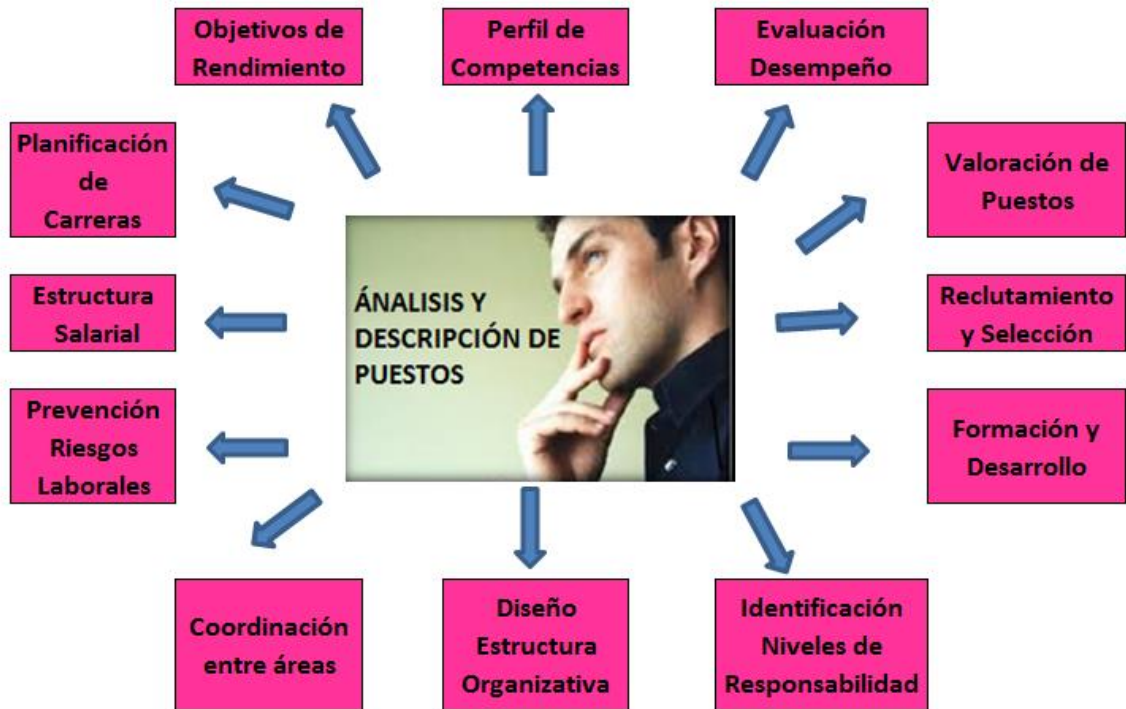 Objetivos de
Rendimiento
Perfil de
Competencias
Evaluación
Desempeño
Planificación
de
Carreras
Valoración de
Puestos
ÁNALISIS Y
DESCRIPCIÓN DE
PUESTOS
Estructura
Salarial
Reclutamiento
y Selección
Prevención
Riesgos
Laborales
Formación y
Desarrollo
Coordinación
entre áreas
Diseño
Estructura
Organizativa
Identificación
Niveles de
Responsabilidad